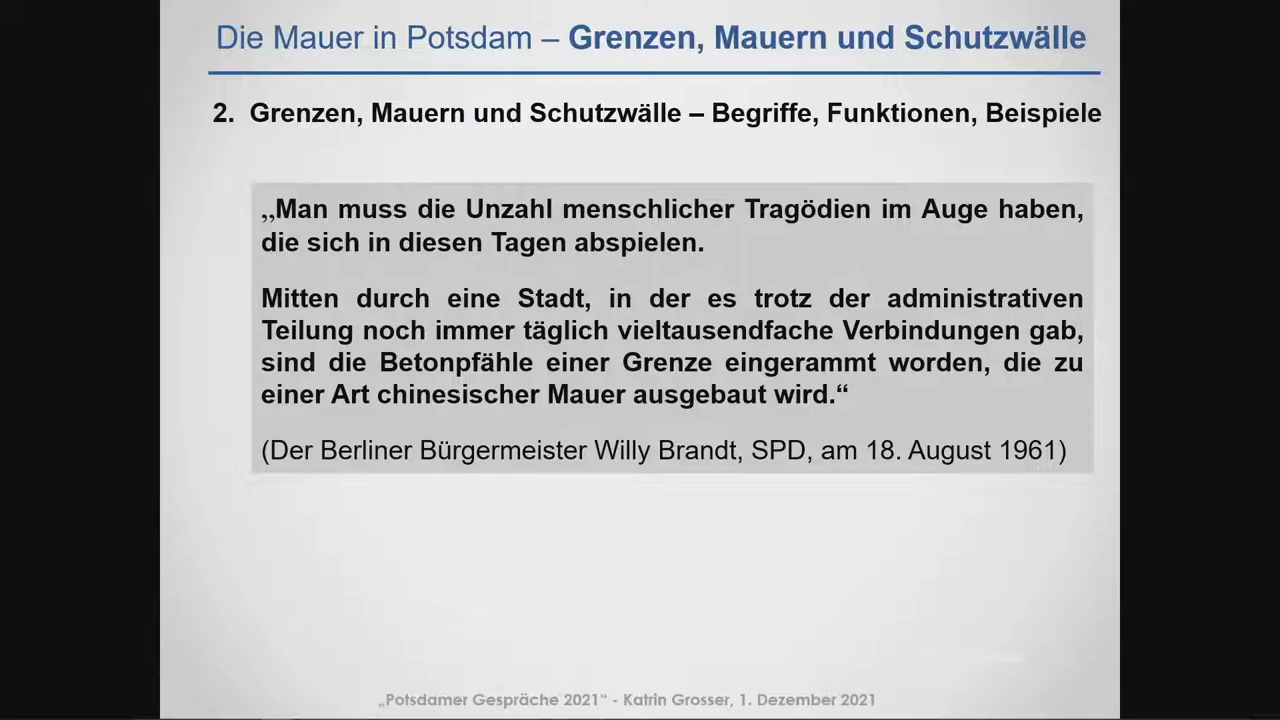 Die Mauer in Potsdam – Grenzen, Mauern und Schutzwälle
2. Grenzen, Mauern und Schutzwälle – Begriffe, Funktionen, Beispiele
„Man muss die Unzahl menschlicher Tragödien im Auge haben,
die sich in diesen Tagen abspielen.
Mitten durch eine Stadt, in der es trotz der administrativen
Teilung noch immer täglich vieltausendfache Verbindungen gab,
sind die Betonpfähle einer Grenze eingerammt worden, die zu
einer Art chinesischer Mauer ausgebaut wird.“
(Der Berliner Bürgermeister Willy Brandt, SPD, am 18. August 1961)
„Potsdamer Gespräche 2021“ - Katrin Grosser, 1. Dezember 2021